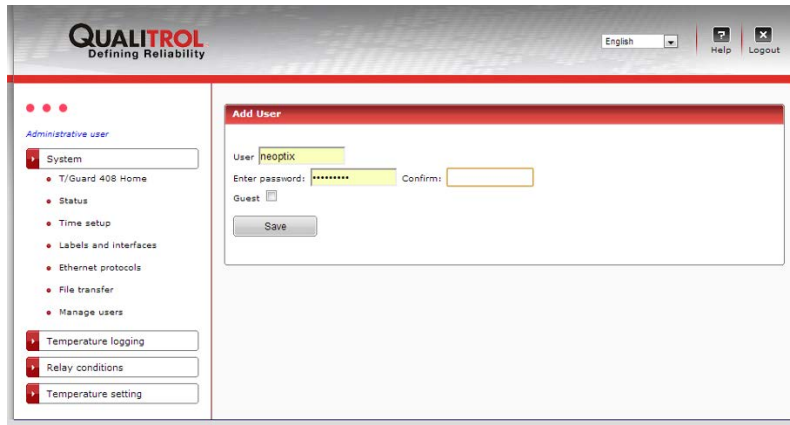 QUALITROL
Defining Reliability
English
Help
Logout
Administrative user
System
T/Guard 408 Home
Status
Time setup
Labels and interfaces
Ethernet protocols
File transfer
Manage users
Temperature logging
Relay conditions
Temperature setting
Add User
User neoptix
Enter password: ••••••••• Confirm:
Guest
Save